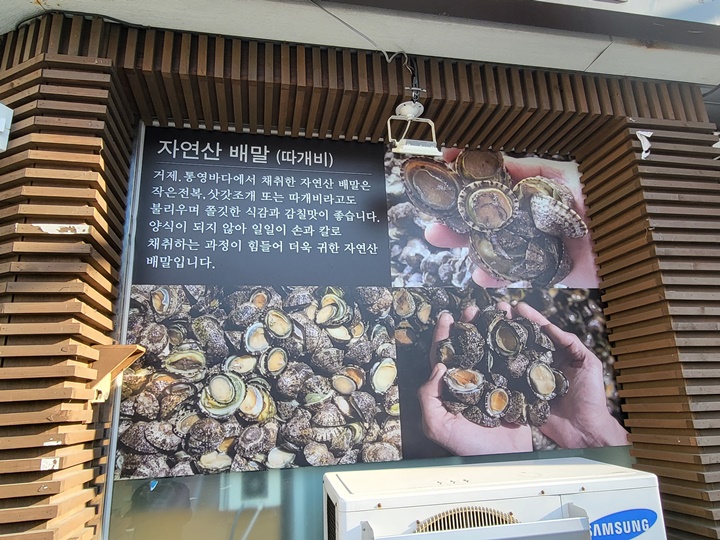 자연산 배말 (따개비)
거제.통영바다에서 채취한 자연산 배말은
작은전복, 삿갓조개 또는 따개비라고도
불리우며 쫄깃한 식감과 감칠맛이 좋습니다.
양식이 되지 않아 일일이 손과 칼로
채취하는 과정이 힘들어 더욱 귀한 자연산
배말입니다.
SAMSUNG